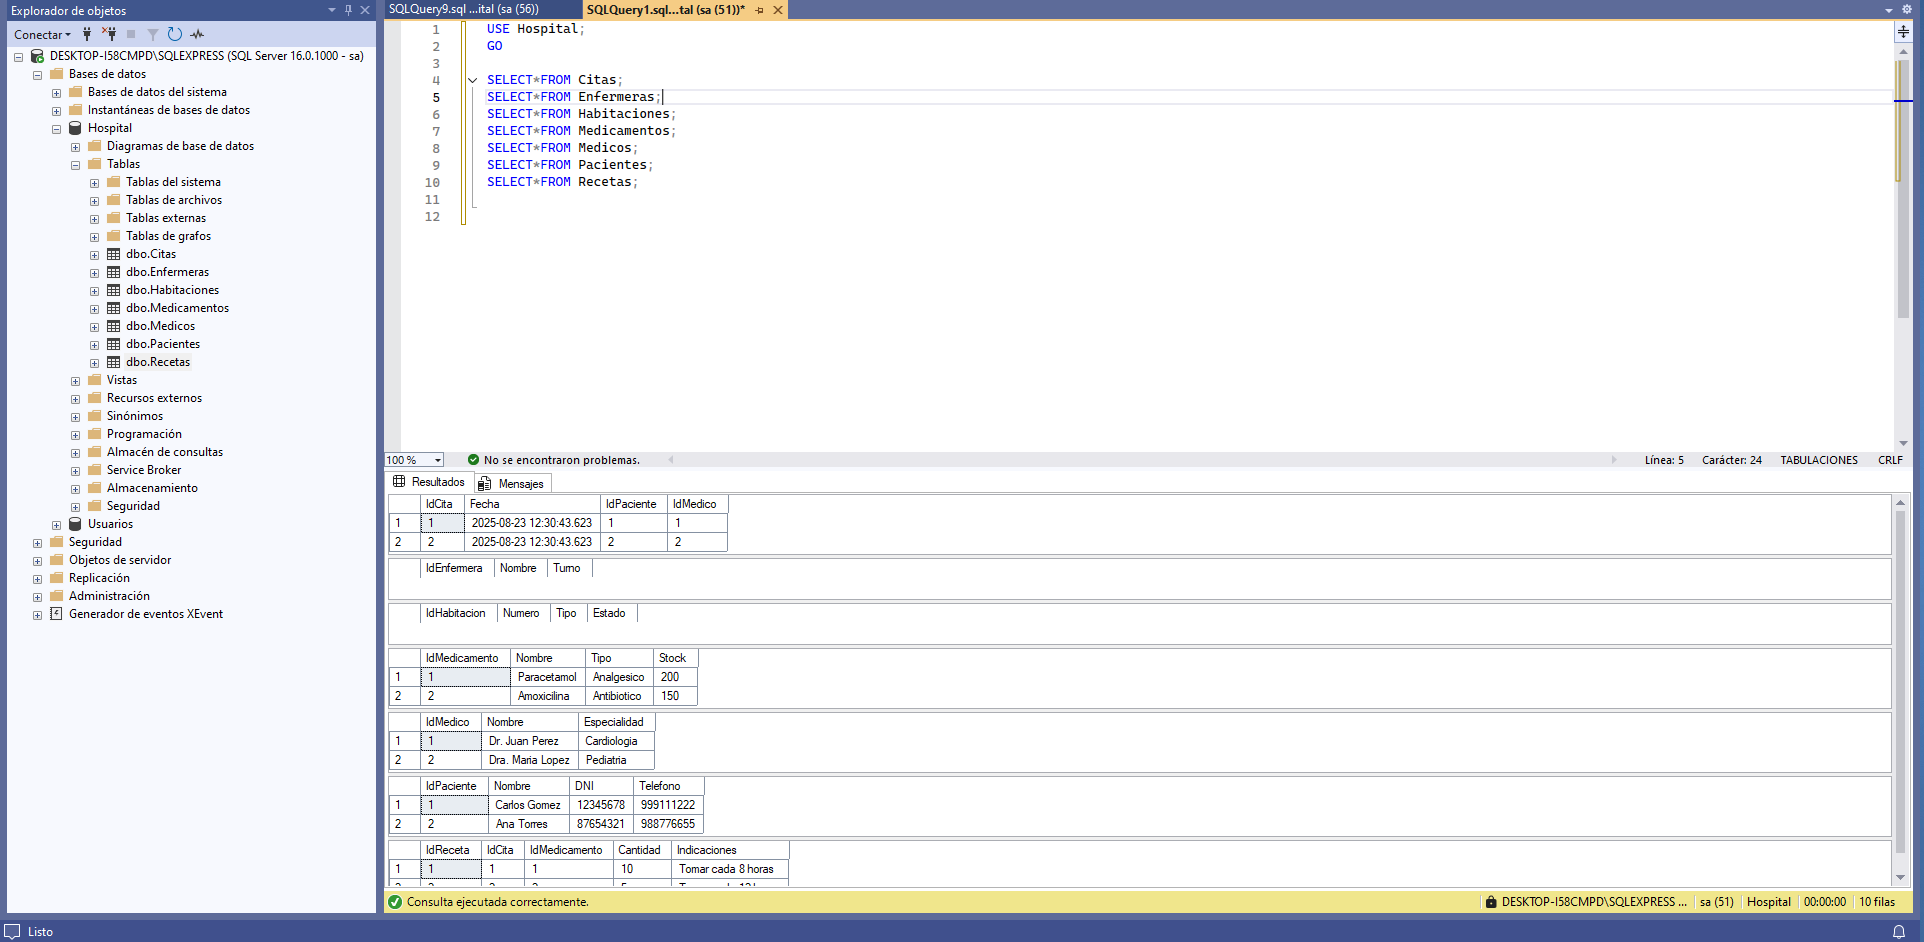 Explorador de objetos
Conectar
DESKTOP-I58CMPD\SQLEXPRESS (SQL Server 16.0.1000 - sa)
Bases de datos
Bases de datos del sistema
Instantáneas de bases de datos
Hospital
Diagramas de base de datos
Tablas
Tablas del sistema
Tablas de archivos
Tablas externas
Tablas de grafos
dbo.Citas
dbo.Enfermeras
dbo.Habitaciones
dbo.Medicamentos
dbo.Medicos
dbo.Pacientes
dbo.Recetas
Vistas
Recursos externos
Sinónimos
Programación
Almacén de consultas
Service Broker
Almacenamiento
Seguridad
Usuarios
Seguridad
Objetos de servidor
Replicación
Administración
Generador de eventos XEvent
SQLQuery9.sql ...ital (sa (56)) SQLQuery1.sql...tal (sa (51))*
1 USE Hospital;
2 GO
3
4 SELECT*FROM Citas;
5 SELECT*FROM Enfermeras;
6 SELECT*FROM Habitaciones;
7 SELECT*FROM Medicamentos;
8 SELECT*FROM Medicos;
9 SELECT*FROM Pacientes;
10 SELECT*FROM Recetas;
11
12
100 % No se encontraron problemas. Línea: 5 Carácter: 24 TABULACIONES CRLF
Resultados Mensajes
IdCita Fecha IdPaciente IdMedico
1 1 2025-08-23 12:30:43.623 1 1
2 2 2025-08-23 12:30:43.623 2 2
IdEnfermera Nombre Turno
IdHabitacion Numero Tipo Estado
IdMedicamento Nombre Tipo Stock
1 1 Paracetamol Analgesico 200
2 2 Amoxicilina Antibiotico 150
IdMedico Nombre Especialidad
1 1 Dr. Juan Perez Cardiologia
2 2 Dra. Maria Lopez Pediatria
IdPaciente Nombre DNI Telefono
1 1 Carlos Gomez 12345678 999111222
2 2 Ana Torres 87654321 988776655
IdReceta IdCita IdMedicamento Cantidad Indicaciones
1 1 1 1 10 Tomar cada 8 horas
Consulta ejecutada correctamente. DESKTOP-I58CMPD\SQLEXPRESS ... sa (51) Hospital 00:00:00 10 filas
Listo